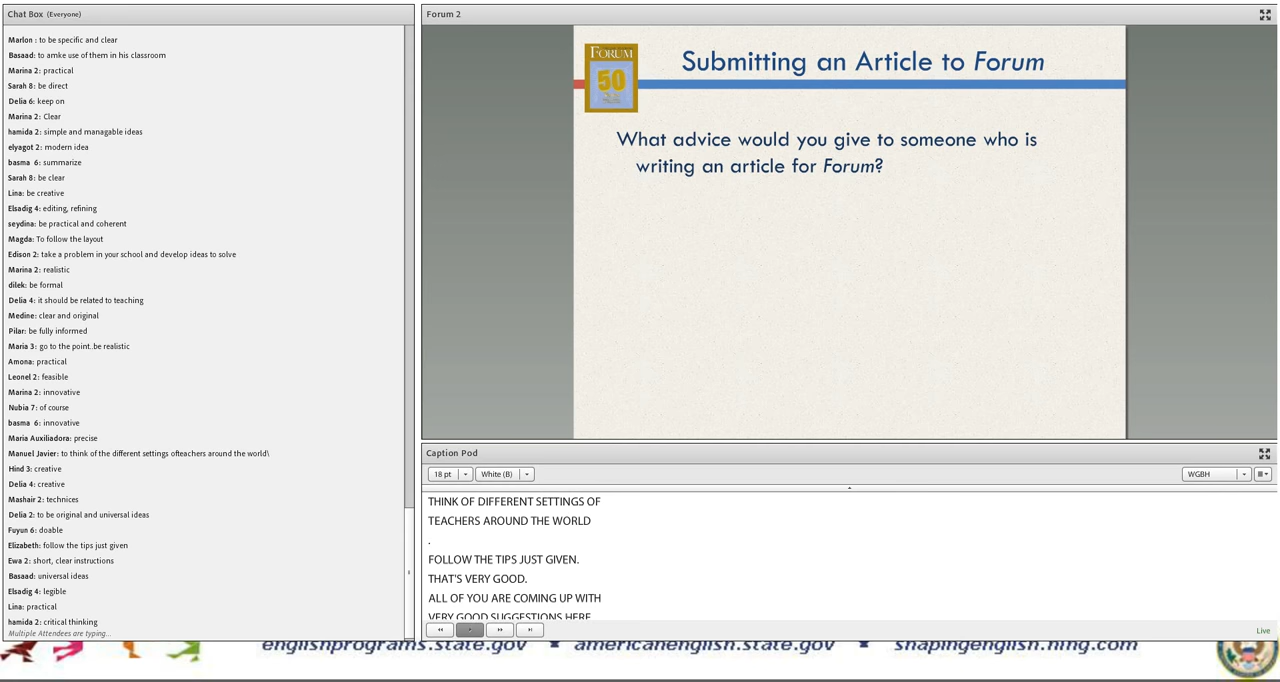 Chat Box (Everyone)
Marlon : to be specific and clear
Basaad: to amke use of them in his classroom
Marina 2: practical
Sarah 8: be direct
Delia 6: keep on
Marina 2: Clear
hamida 2: simple and managable ideas
elyagot 2: modern idea
basma 6: summarize
Sarah 8: be clear
Lina: be creative
Elsadig 4: editing, refining
seydina: be practical and coherent
Magda: To follow the layout
Edison 2: take a problem in your school and develop ideas to solve
Marina 2: realistic
dilek: be formal
Delia 4: it should be related to teaching
Medine: clear and original
Pilar: be fully informed
Maria 3: go to the point..be realistic
Amona: practical
Leonel 2: feasible
Marina 2: innovative
Nubia 7: of course
basma 6: innovative
Maria Auxiliadora: precise
Manuel Javier: to think of the different settings ofteachers around the world\
Hind 3: creative
Delia 4: creative
Mashair 2: technices
Delia 2: to be original and universal ideas
Fuyun 6: doable
Elizabeth: follow the tips just given
Ewa 2: short, clear instructions
Basaad: universal ideas
Elsadig 4: legible
Lina: practical
hamida 2: critical thinking
Multiple Attendees are typing...
Forum 2
FORUM
50
Submitting an Article to Forum
What advice would you give to someone who is
writing an article for Forum?
Caption Pod
18 pt
White (B)
WGBH
THINK OF DIFFERENT SETTINGS OF
TEACHERS AROUND THE WORLD
.
FOLLOW THE TIPS JUST GIVEN.
THAT'S VERY GOOD.
ALL OF YOU ARE COMING UP WITH
VERY GOOD SUGGESTIONS HERE
Live
englishprograms.state.gov americanenglish.state.gov shapingenglish.ning.com